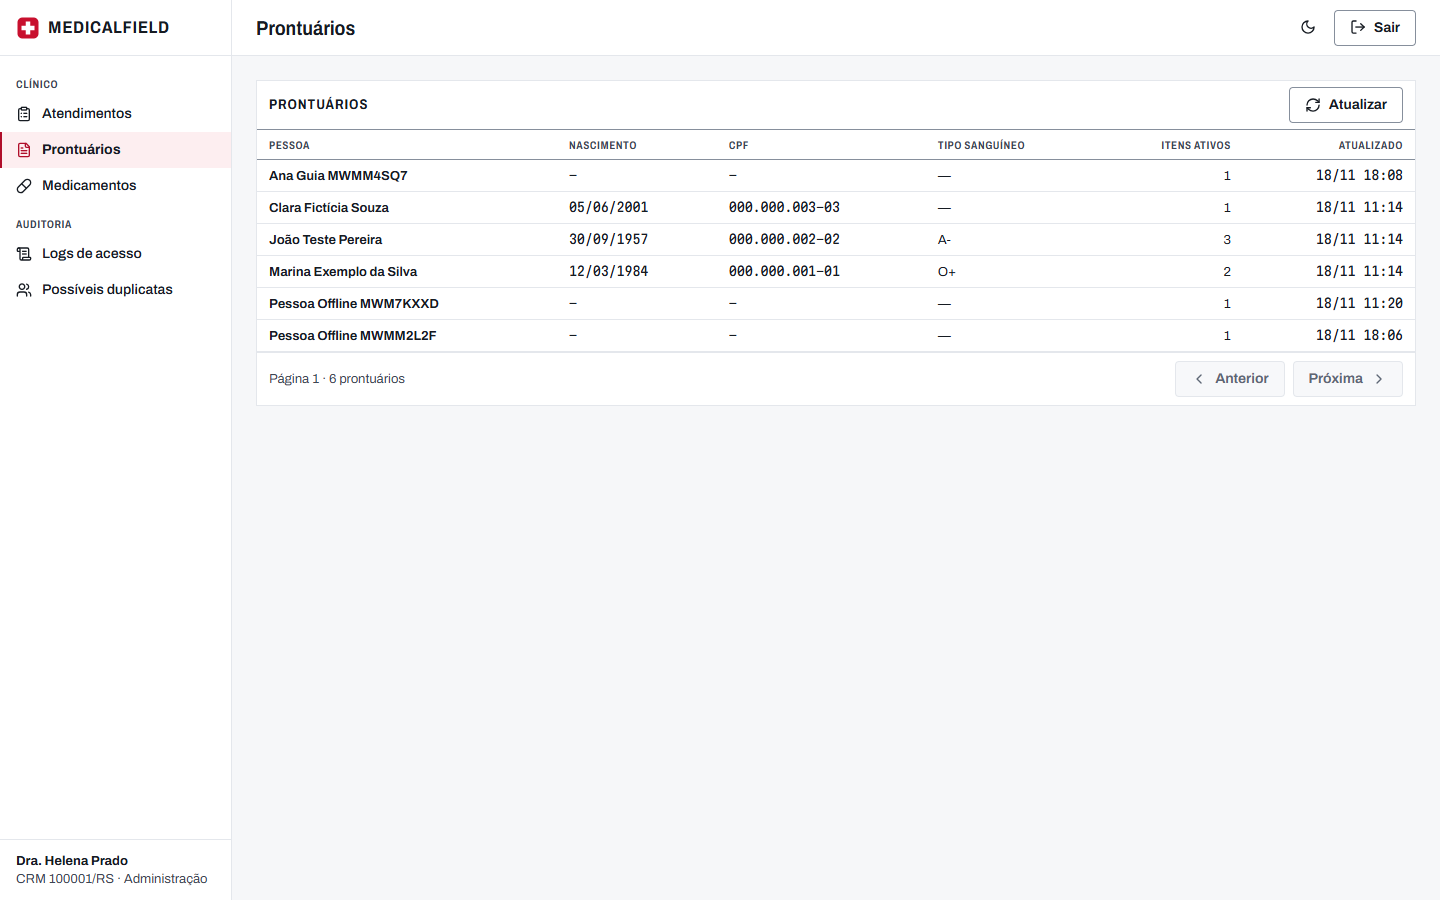 MEDICALFIELD
Prontuários
Sair
CLÍNICO
Atendimentos
Prontuários
Medicamentos
AUDITORIA
Logs de acesso
Possíveis duplicatas
PRONTUÁRIOS
Atualizar
PESSOA NASCIMENTO CPF TIPO SANGUÍNEO ITENS ATIVOS ATUALIZADO
Ana Guia MWMM4SQ7 – – — 1 18/11 18:08
Clara Fictícia Souza 05/06/2001 000.000.003-03 — 1 18/11 11:14
João Teste Pereira 30/09/1957 000.000.002-02 A- 3 18/11 11:14
Marina Exemplo da Silva 12/03/1984 000.000.001-01 O+ 2 18/11 11:14
Pessoa Offline MWM7KXXD – – — 1 18/11 11:20
Pessoa Offline MWMM2L2F – – — 1 18/11 18:06
Página 1 · 6 prontuários
Anterior
Próxima
Dra. Helena Prado
CRM 100001/RS · Administração